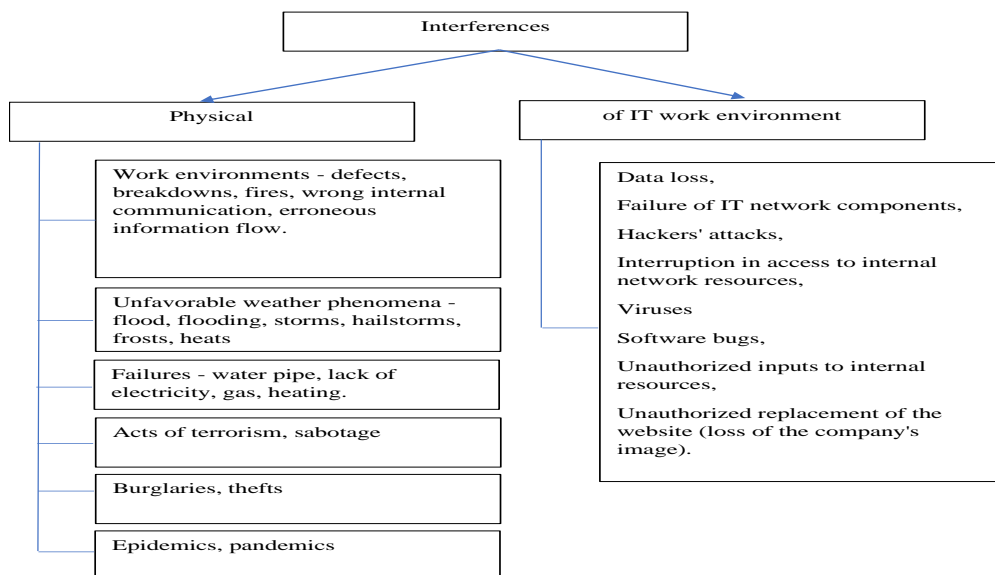 Interferences
Physical
of IT work environment
Work environments - defects,
breakdowns, fires, wrong internal
communication, erroneous
information flow.
Unfavorable weather phenomena -
flood, flooding, storms, hailstorms,
frosts, heats
Failures - water pipe, lack of
electricity, gas, heating.
Acts of terrorism, sabotage
Burglaries, thefts
Epidemics, pandemics
Data loss,
Failure of IT network components,
Hackers' attacks,
Interruption in access to internal
network resources,
Viruses
Software bugs,
Unauthorized inputs to internal
resources,
Unauthorized replacement of the
website (loss of the company's
image).